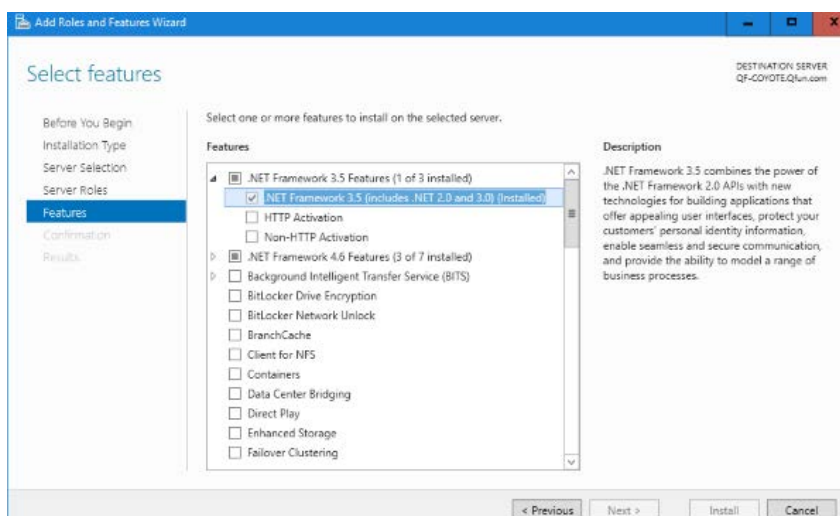 Add Roles and Features Wizard
Select features
DESTINATION SERVER
QF-COYOTE.Qfun.com
Before You Begin
Installation Type
Server Selection
Server Roles
Features
Confirmation
Results
Select one or more features to install on the selected server.
Features
.NET Framework 3.5 Features (1 of 3 installed)
.NET Framework 3.5 (includes .NET 2.0 and 3.0) (Installed)
HTTP Activation
Non-HTTP Activation
.NET Framework 4.6 Features (3 of 7 installed)
Background Intelligent Transfer Service (BITS)
BitLocker Drive Encryption
BitLocker Network Unlock
BranchCache
Client for NFS
Containers
Data Center Bridging
Direct Play
Enhanced Storage
Failover Clustering
Description
.NET Framework 3.5 combines the power of
the .NET Framework 2.0 APIs with new
technologies for building applications that
offer appealing user interfaces, protect your
customers' personal identity information,
enable seamless and secure communication,
and provide the ability to model a range of
business processes.
< Previous
Next >
Install
Cancel